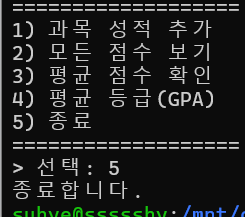 ==================
1) 과목 성적 추가
2) 모든 점수 보기
3) 평균 점수 확인
4) 평균 등급(GPA)
5) 종료
==================
> 선택: 5
종료합니다.